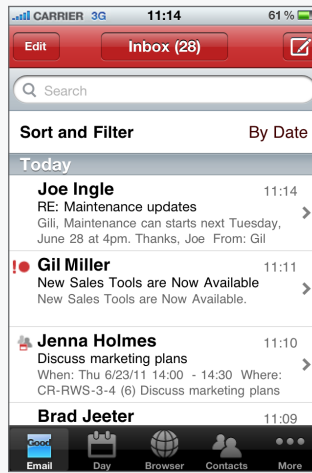 CARRIER 3G 11:14 61 %
Edit Inbox (28)
Search
Sort and Filter By Date
Today
Joe Ingle 11:14
RE: Maintenance updates
Gili, Maintenance can starts next Tuesday,
June 28 at 4pm. Thanks, Joe From: Gil
! Gil Miller 11:11
New Sales Tools are Now Available
New Sales Tools are Now Available.
Jenna Holmes 11:10
Discuss marketing plans
When: Thu 6/23/11 14:00 - 14:30 Where:
CR-RWS-3-4 (6) Discuss marketing plans
Brad Jeeter 11:09
Good
Email Day Browser Contacts More